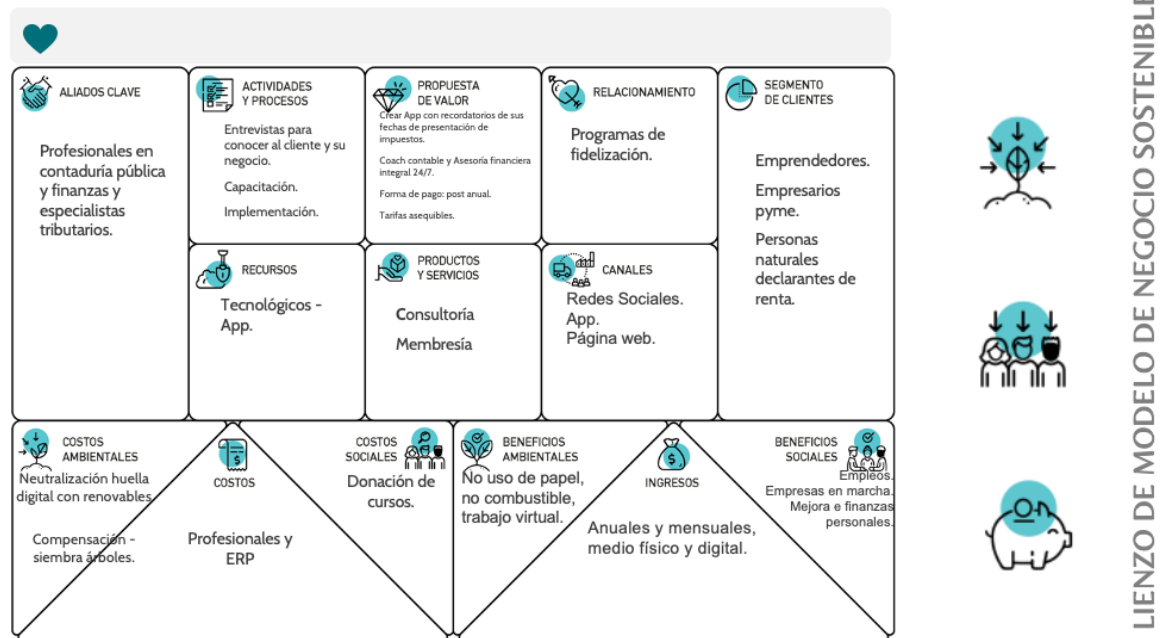 ALIADOS CLAVE
Profesionales en
contaduría pública
y finanzas y
especialistas
tributarios.
ACTIVIDADES
Y PROCESOS
Entrevistas para
conocer al cliente y su
negocio.
Capacitación.
Implementación.
RECURSOS
Tecnológicos -
App.
PROPUESTA
DE VALOR
Crear App con recordatorios de sus
fechas de presentación de
impuestos.
Coach contable y Asesoría financiera
integral 24/7.
Forma de pago: post anual.
Tarifas asequibles.
PRODUCTOS
Y SERVICIOS
Consultoría
Membresía
RELACIONAMIENTO
Programas de
fidelización.
CANALES
Redes Sociales.
App.
Página web.
SEGMENTO
DE CLIENTES
Emprendedores.
Empresarios
pyme.
Personas
naturales
declarantes de
renta.
COSTOS
AMBIENTALES
Neutralización huella
digital con renovables.
Compensación -
siembra árboles.
COSTOS
Profesionales y
ERP
COSTOS
SOCIALES
Donación de
cursos.
BENEFICIOS
AMBIENTALES
No uso de papel,
no combustible,
trabajo virtual.
INGRESOS
Anuales y mensuales,
medio físico y digital.
BENEFICIOS
SOCIALES
Empleos.
Empresas en marcha.
Mejora e finanzas
personales.
LIENZO DE MODELO DE NEGOCIO SOSTENIBLE